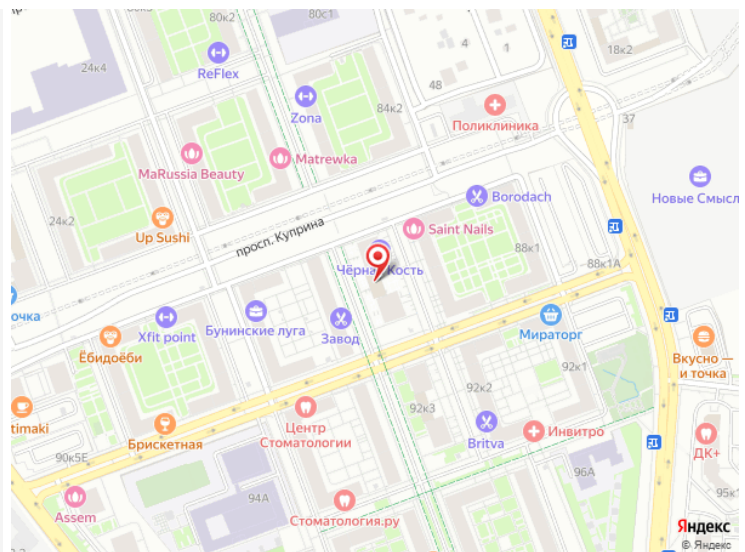 80к2
80с1
24к4
ReFlex
4
1
18к2
48
Zona
84к2
Поликлиника
37
MaRussia Beauty
Matrewka
Новые Смысл
24к2
Up Sushi
Borodach
просп. Куприна
Saint Nails
88к1
88к1А
Чёрная Кость
очка
Xfit point
Бунинские луга
Завод
Мираторг
Вкусно —
и точка
Ёбидоёби
92к1
92к2
timaki
Брискетная
Центр
Стоматологии
92к3
Britva
Инвитро
ДК+
90к5Е
96А
94А
95к1
Assem
Стоматология.ру
Яндекс
© Яндекс